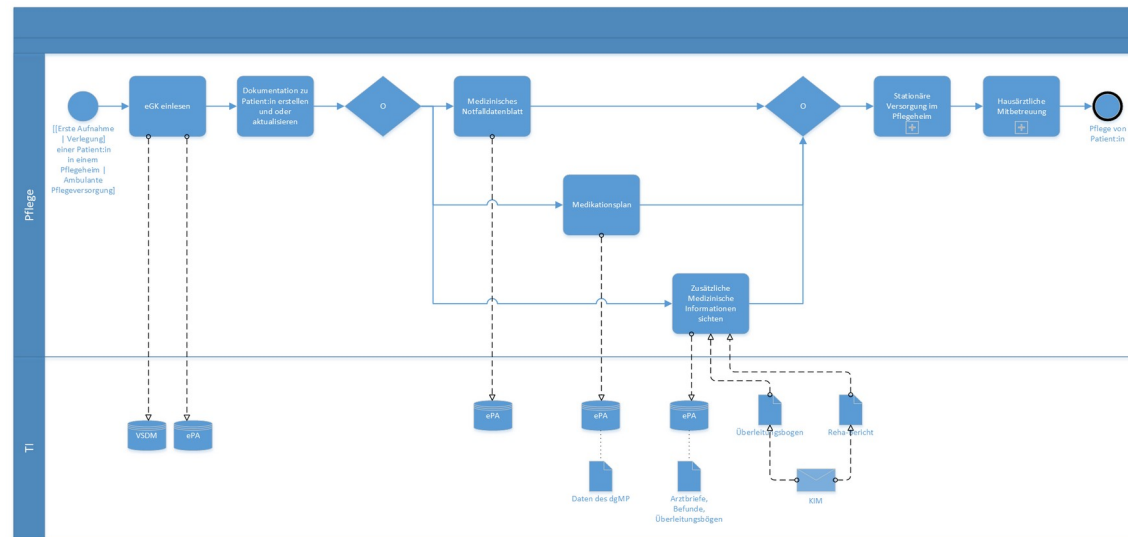 Pflege
eGK einlesen
Dokumentation zu
Patient:in erstellen
und oder
aktualisieren
O
Medizinisches
Notfalldatenblatt
O
Stationäre
Versorgung im
Pflegeheim
Hausärztliche
Mitbetreuung
[[Erste Aufnahme
| Verlegung]
einer Patient:in
in einem
Pflegeheim |
Ambulante
Pflegeversorgung]
Pflege von
Patient:in
Medikationsplan
Zusätzliche
Medizinische
Informationen
sichten
TI
VSDM
ePA
ePA
ePA
ePA
Überleitungsbogen
Reha-Bericht
Daten des dgMP
Arztbriefe,
Befunde,
Überleitungsbögen
KIM